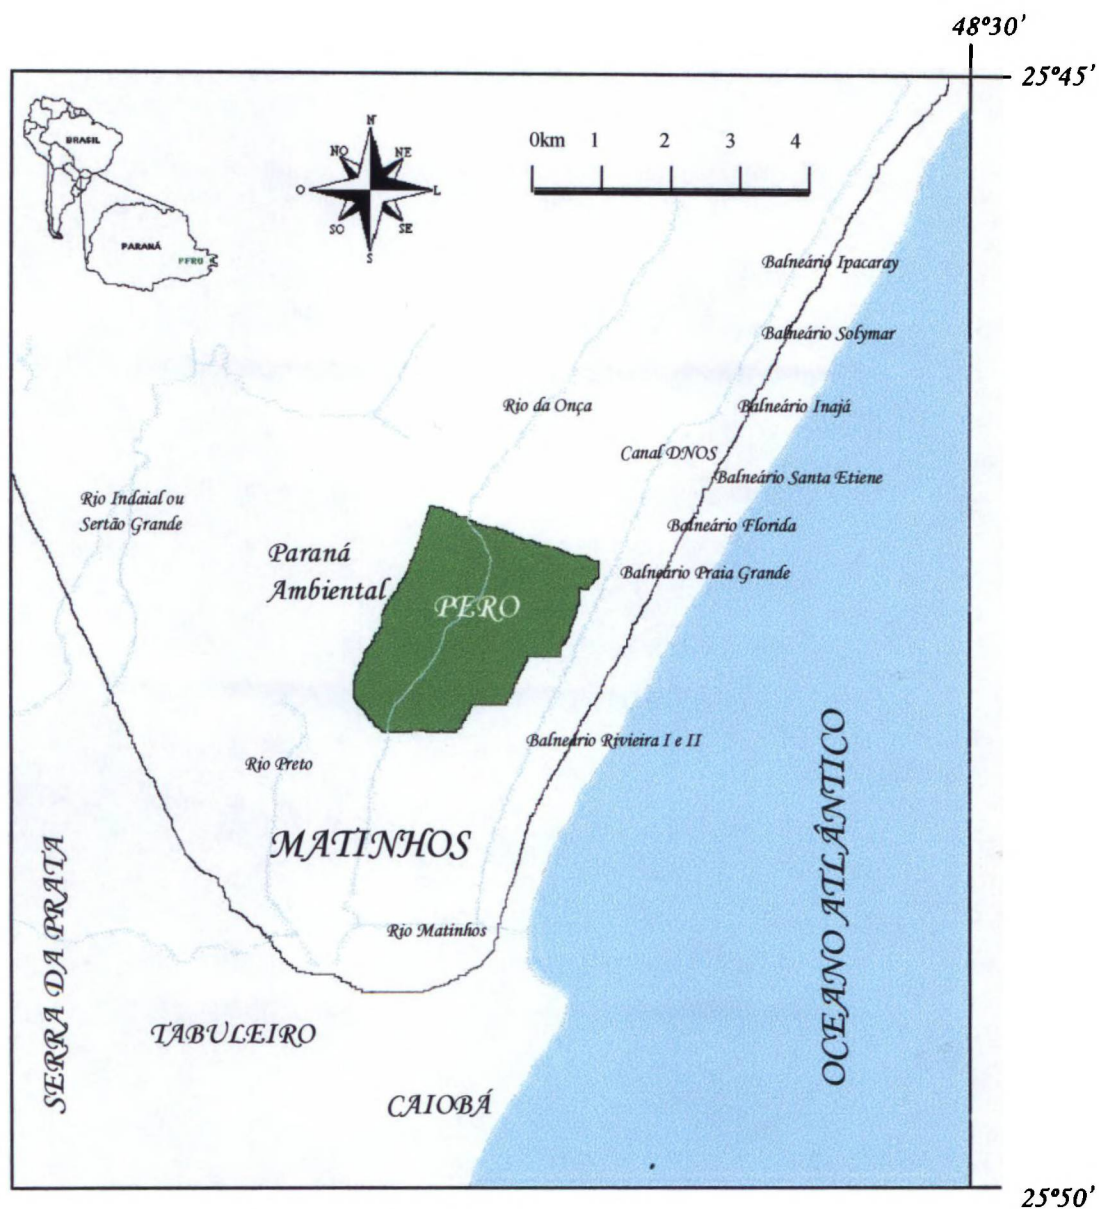 48°30'
25°45'
BRASIL
PARANÁ
PERO
N
NO
NE
O
L
SO
SE
S
0km 1 2 3 4
Balneário Ipacaray
Balneário Solymar
Rio da Onça
Balneário Inajá
Canal DNOS
Balneário Santa Etiene
Rio Indaial ou
Sertão Grande
Balneário Florida
Paraná
Ambiental
Balneário Praia Grande
PERO
Balneário Rivieira I e II
Rio Preto
MATINHOS
OCEANO ATLÂNTICO
SERRA DA PRATA
Rio Matinhos
TABULEIRO
CAIOBÁ
25°50'